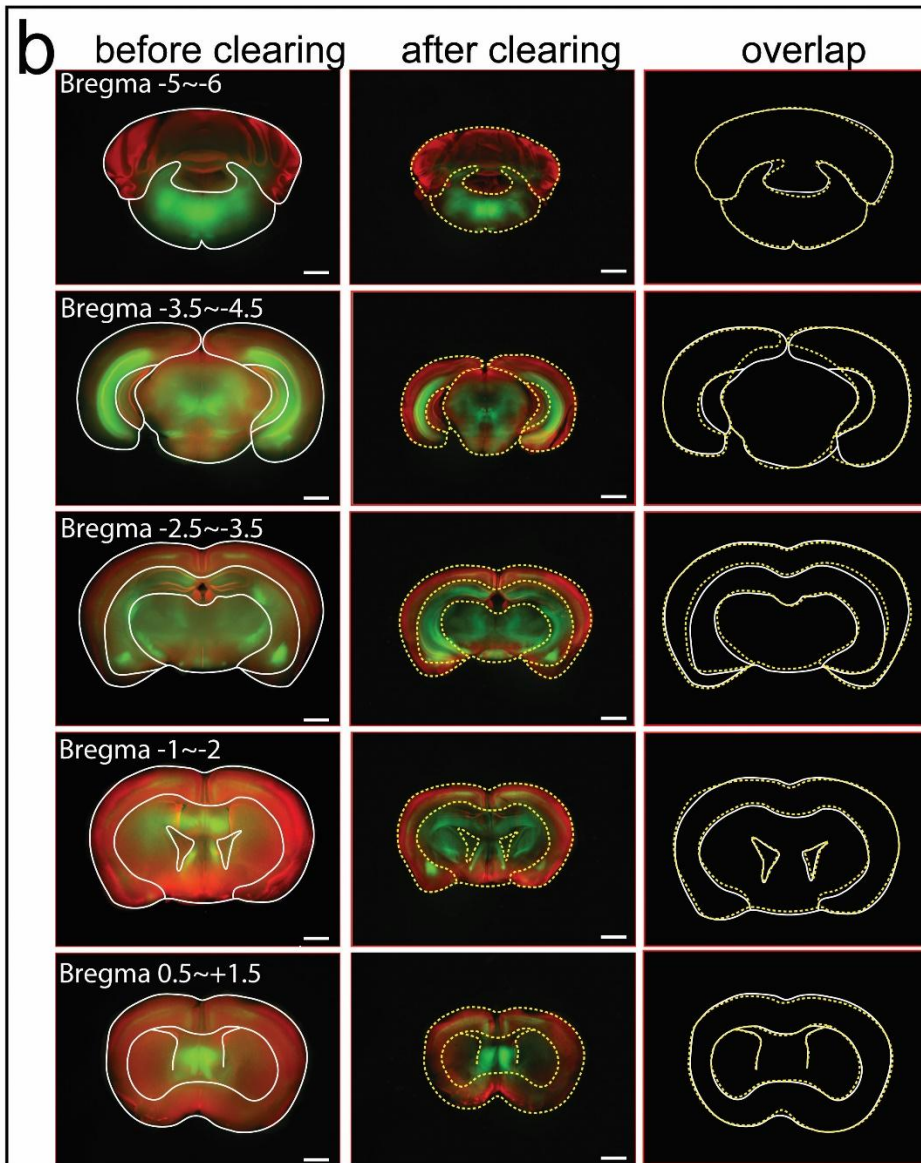 b before clearing after clearing overlap
Bregma -5~-6
Bregma -3.5~-4.5
Bregma -2.5~-3.5
Bregma -1~-2
Bregma 0.5~+1.5